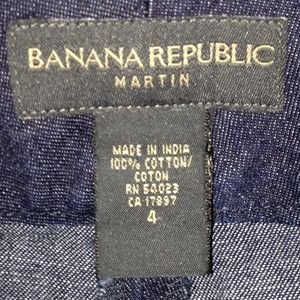 BANANA REPUBLIC
MARTIN
MADE IN INDIA
100% COTTON/
COTON
RN 54023
CA 17897
4